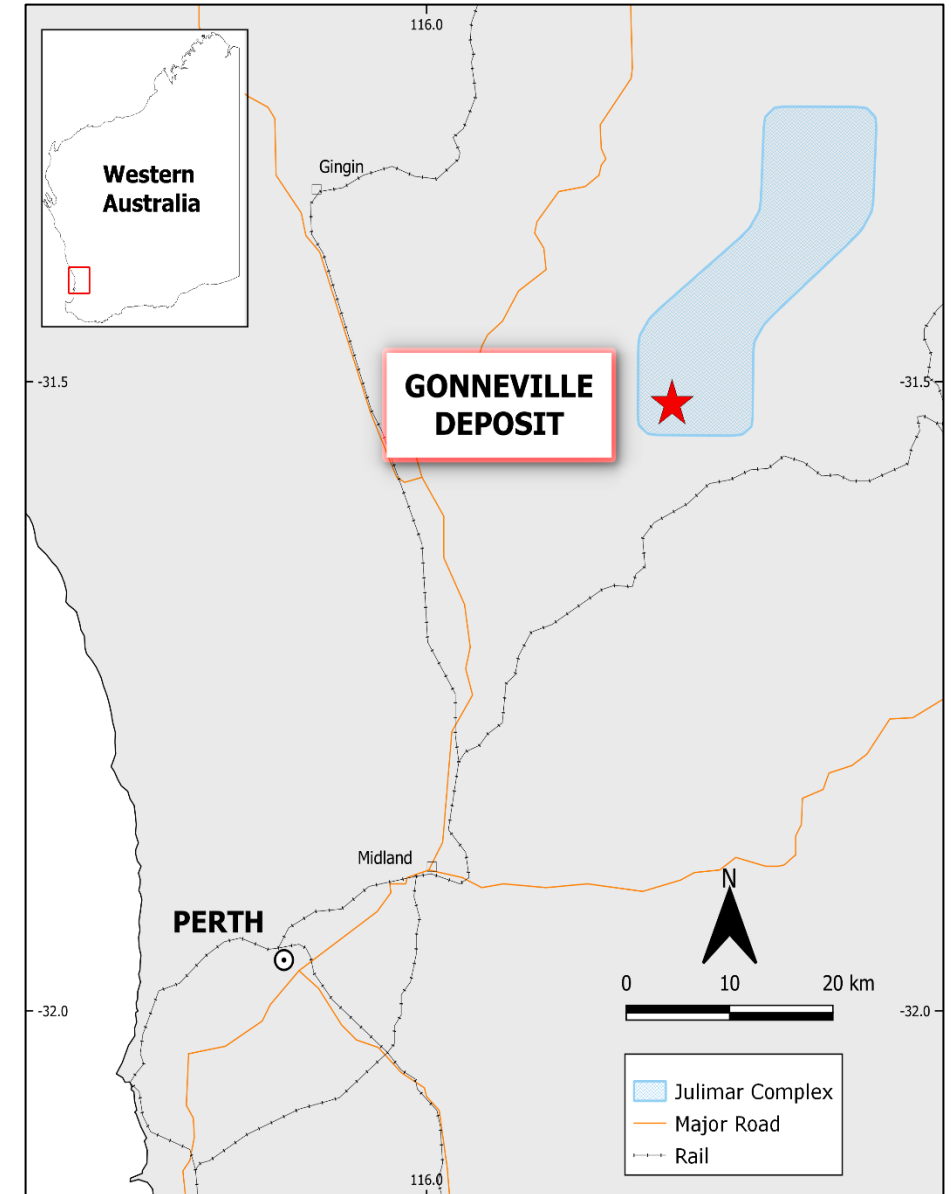 116.0
Western
Australia
Gingin
-31.5
GONNEVILLE
DEPOSIT
-31.5
Midland
PERTH
N
0 10 20 km
-32.0
-32.0
Julimar Complex
Major Road
Rail
116.0